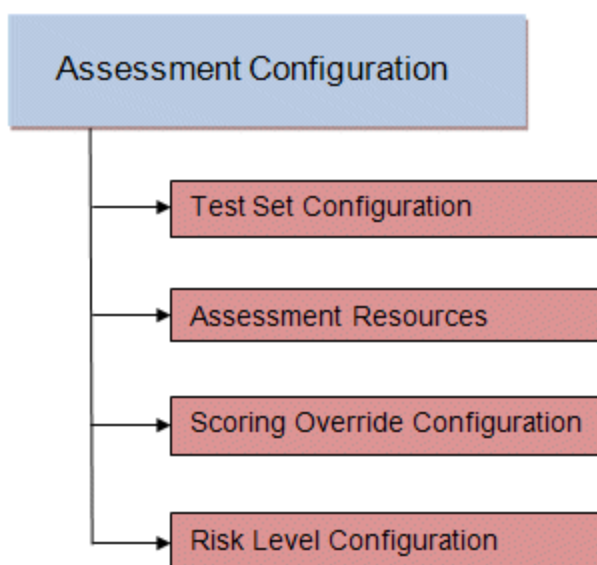 Assessment Configuration
Test Set Configuration
Assessment Resources
Scoring Override Configuration
Risk Level Configuration